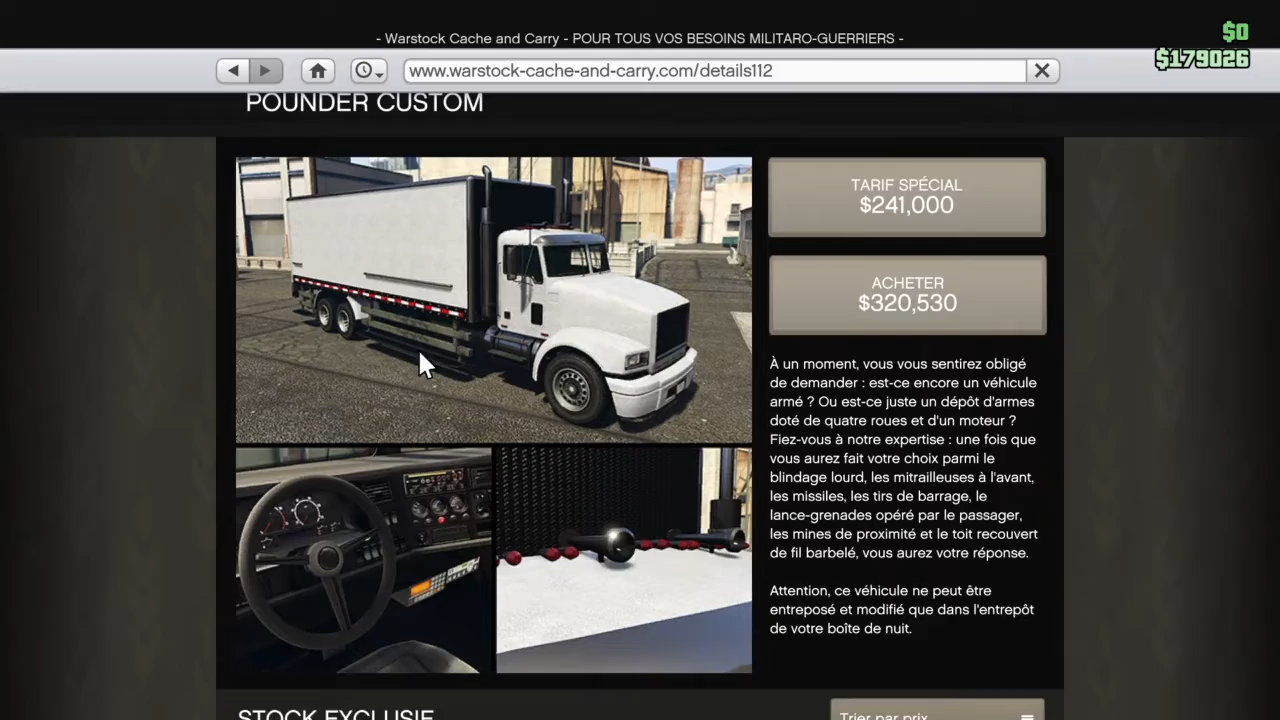 - Warstock Cache and Carry - POUR TOUS VOS BESOINS MILITARO-GUERRIERS -
$0
$179026
www.warstock-cache-and-carry.com/details112
POUNDER CUSTOM
TARIF SPÉCIAL
$241,000
ACHETER
$320,530
À un moment, vous vous sentirez obligé
de demander : est-ce encore un véhicule
armé ? Ou est-ce juste un dépôt d'armes
doté de quatre roues et d'un moteur ?
Fiez-vous à notre expertise : une fois que
vous aurez fait votre choix parmi le
blindage lourd, les mitrailleuses à l'avant,
les missiles, les tirs de barrage, le
lance-grenades opéré par le passager,
les mines de proximité et le toit recouvert
de fil barbelé, vous aurez votre réponse.
Attention, ce véhicule ne peut être
entreposé et modifié que dans l'entrepôt
de votre boîte de nuit.
STOCK EXCLUSIF
Trier par prix